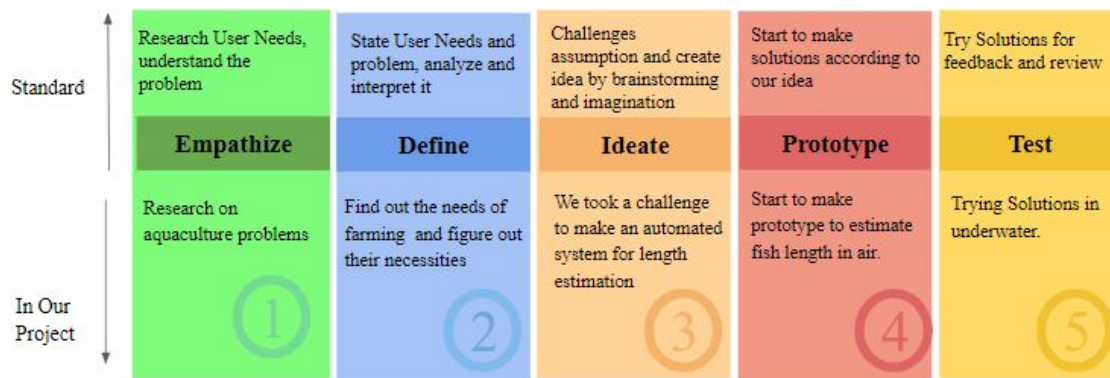 Standard
Research User Needs,
understand the
problem
State User Needs and
problem, analyze and
interpret it
Challenges
assumption and create
idea by brainstorming
and imagination
Start to make
solutions according to
our idea
Try Solutions for
feedback and review
Empathize
Define
Ideate
Prototype
Test
In Our
Project
Research on
aquaculture problems
1
Find out the needs of
farming and figure out
their necessities
2
We took a challenge
to make an automated
system for length
estimation
3
Start to make
prototype to estimate
fish length in air.
4
Trying Solutions in
underwater.
5